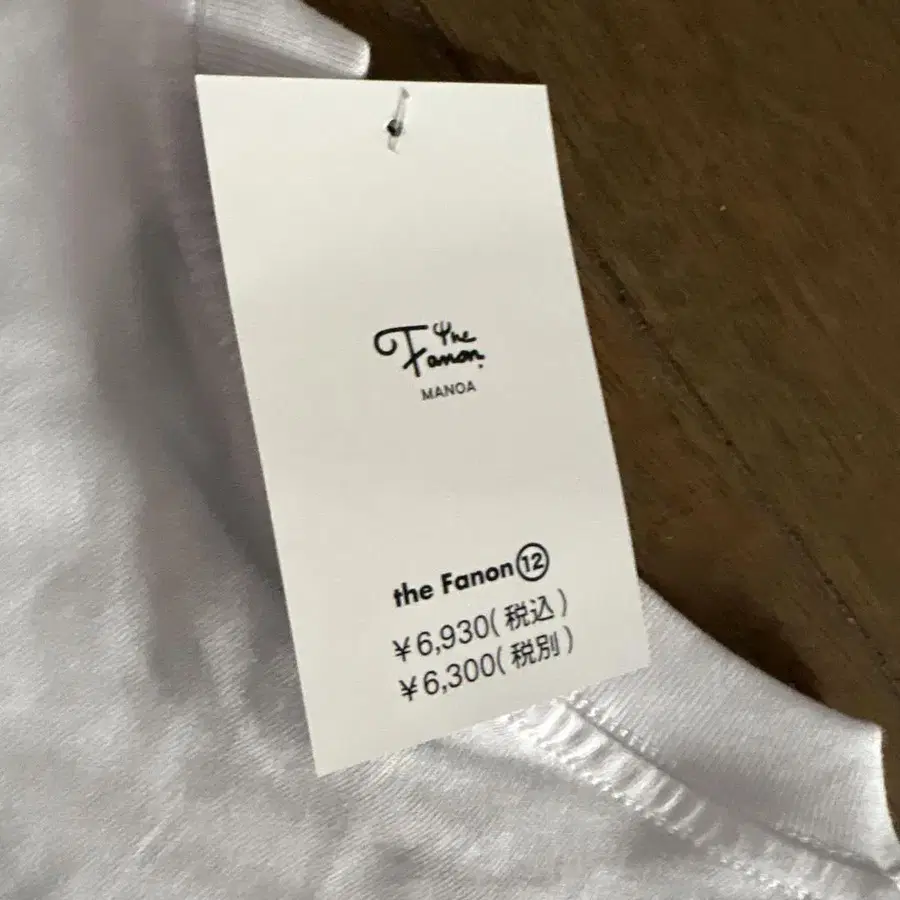 The
Fanon.
MANOA
the Fanon⑫
¥6,930(税込)
¥6,300(税別)